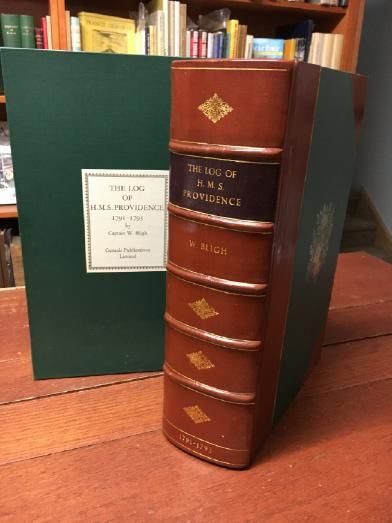 THE LOG
OF
H.M.S. PROVIDENCE
1791-1793
by
Captain W. Bligh
Genesis Publications
Limited
THE LOG OF
H.M.S.
PROVIDENCE
W. BLIGH
1791-1793